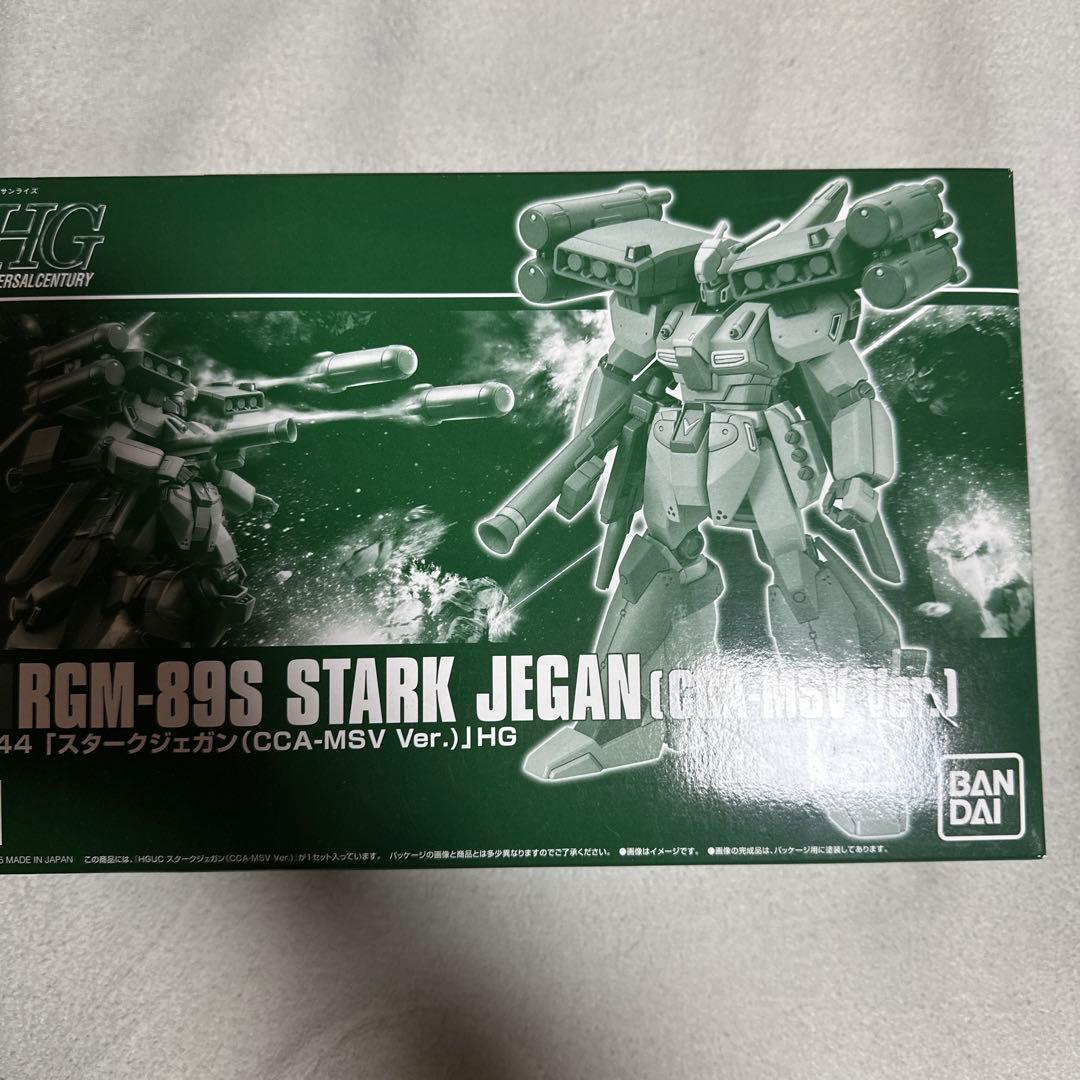 サンライズ
HG
ERSAL CENTURY
RGM-89S STARK JEGAN [CCA-MSV Ver.]
44「スタークジェガン(CCA-MSV Ver.)」HG
BAN
DAI
5 MADE IN JAPAN この商品には、「HGUC スタークジェガン(CCA-MSV Ver.)」が1セット入っています。 パッケージの画像と商品とは多少異なりますのでご了承ください。 ●画像はイメージです。 ●画像の完成品は、パッケージ用に塗装してあります。